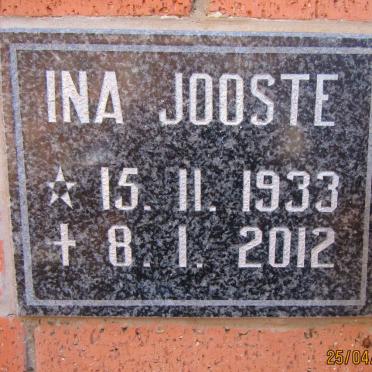 INA JOOSTE
☆ 15. 11. 1933
✝ 8. 1. 2012
25/04/